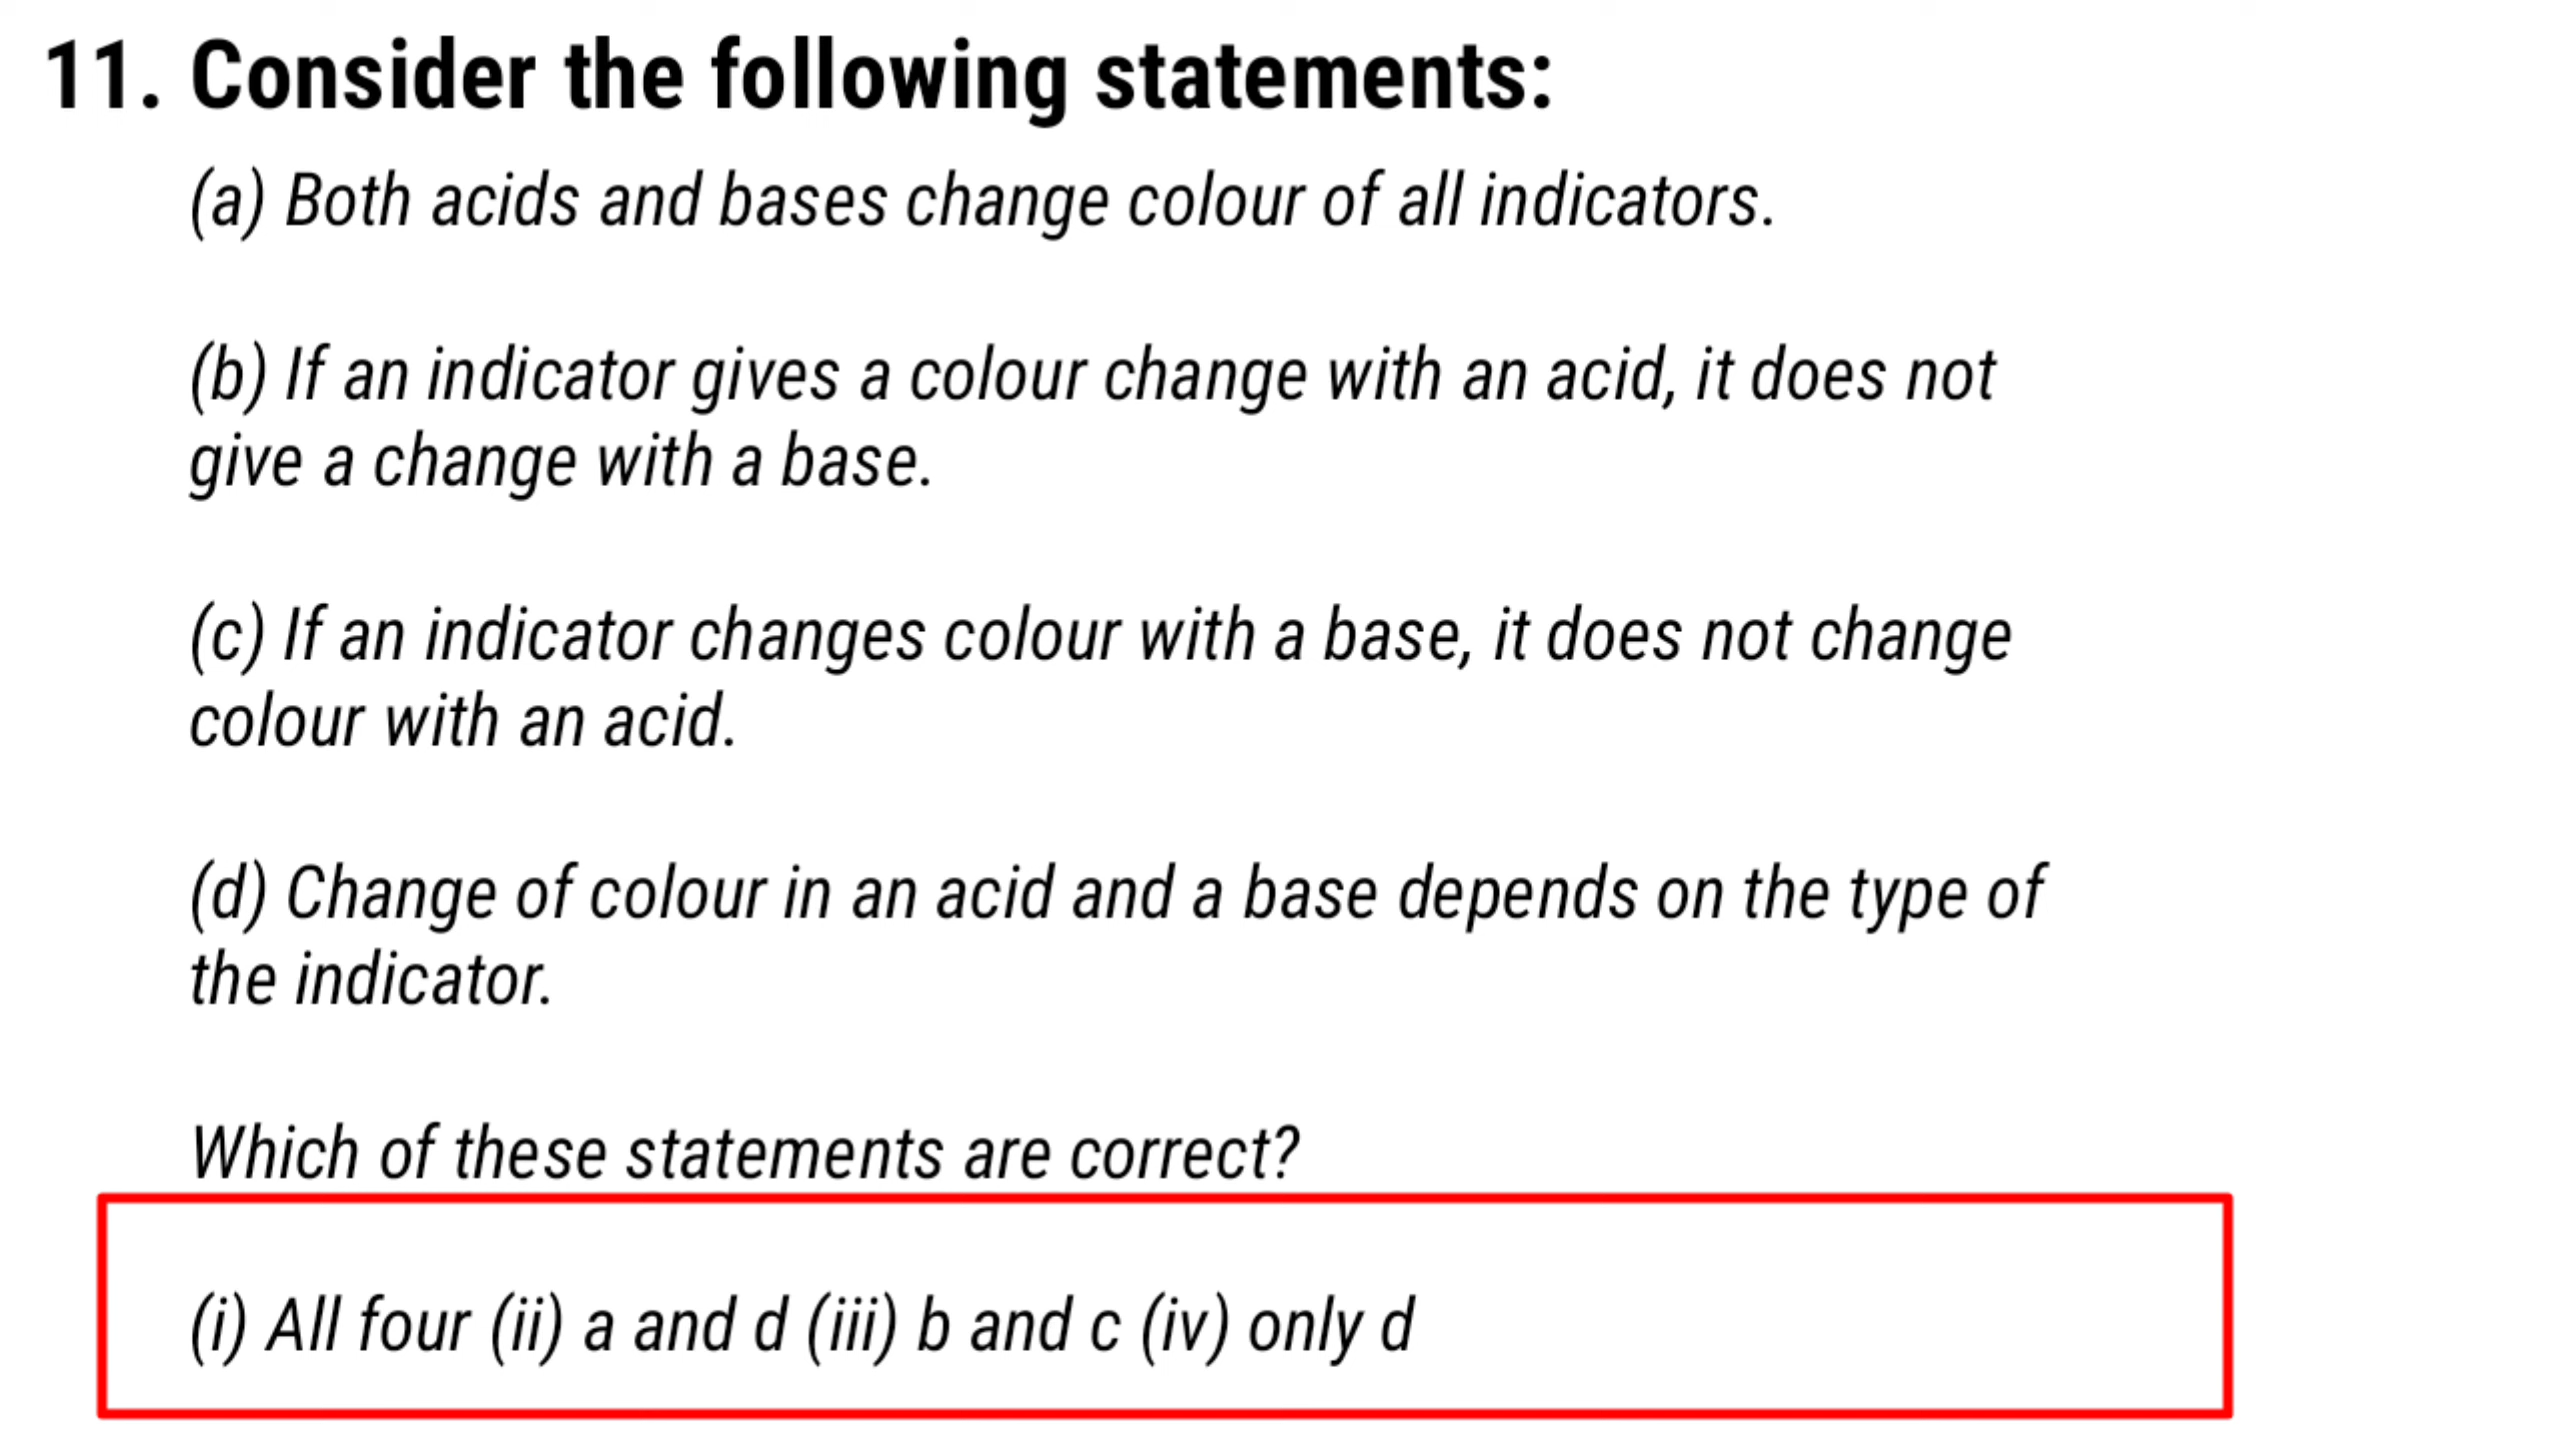 11. Consider the following statements:
(a) Both acids and bases change colour of all indicators.
(b) If an indicator gives a colour change with an acid, it does not
give a change with a base.
(c) If an indicator changes colour with a base, it does not change
colour with an acid.
(d) Change of colour in an acid and a base depends on the type of
the indicator.
Which of these statements are correct?
(i) All four (ii) a and d (iii) b and c (iv) only d